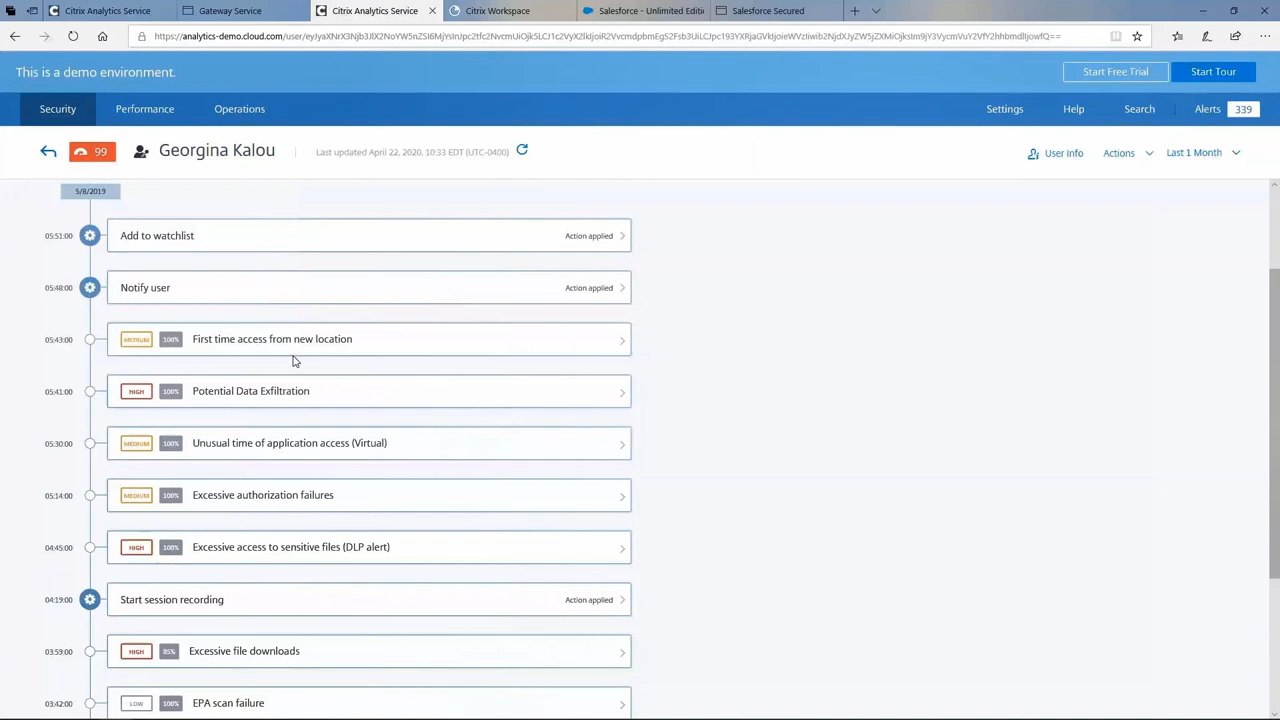 Citrix Analytics Service
Gateway Service
Citrix Analytics Service
Citrix Workspace
Salesforce - Unlimited Editi
Salesforce Secured
This is a demo environment.
Start Free Trial
Start Tour
Security
Performance
Operations
Settings
Help
Search
Alerts
339
99
Georgina Kalou
Last updated April 22, 2020, 10:33 EDT (UTC-0400)
User info
Actions
Last 1 Month
5/8/2019
05:51:00
Add to watchlist
Action applied
05:48:00
Notify user
Action applied
05:43:00
MEDIUM
100%
First time access from new location
05:41:00
HIGH
100%
Potential Data Exfiltration
05:30:00
MEDIUM
100%
Unusual time of application access (Virtual)
05:14:00
MEDIUM
100%
Excessive authorization failures
04:45:00
HIGH
100%
Excessive access to sensitive files (DLP alert)
04:19:00
Start session recording
Action applied
03:59:00
HIGH
85%
Excessive file downloads
03:42:00
LOW
100%
EPA scan failure